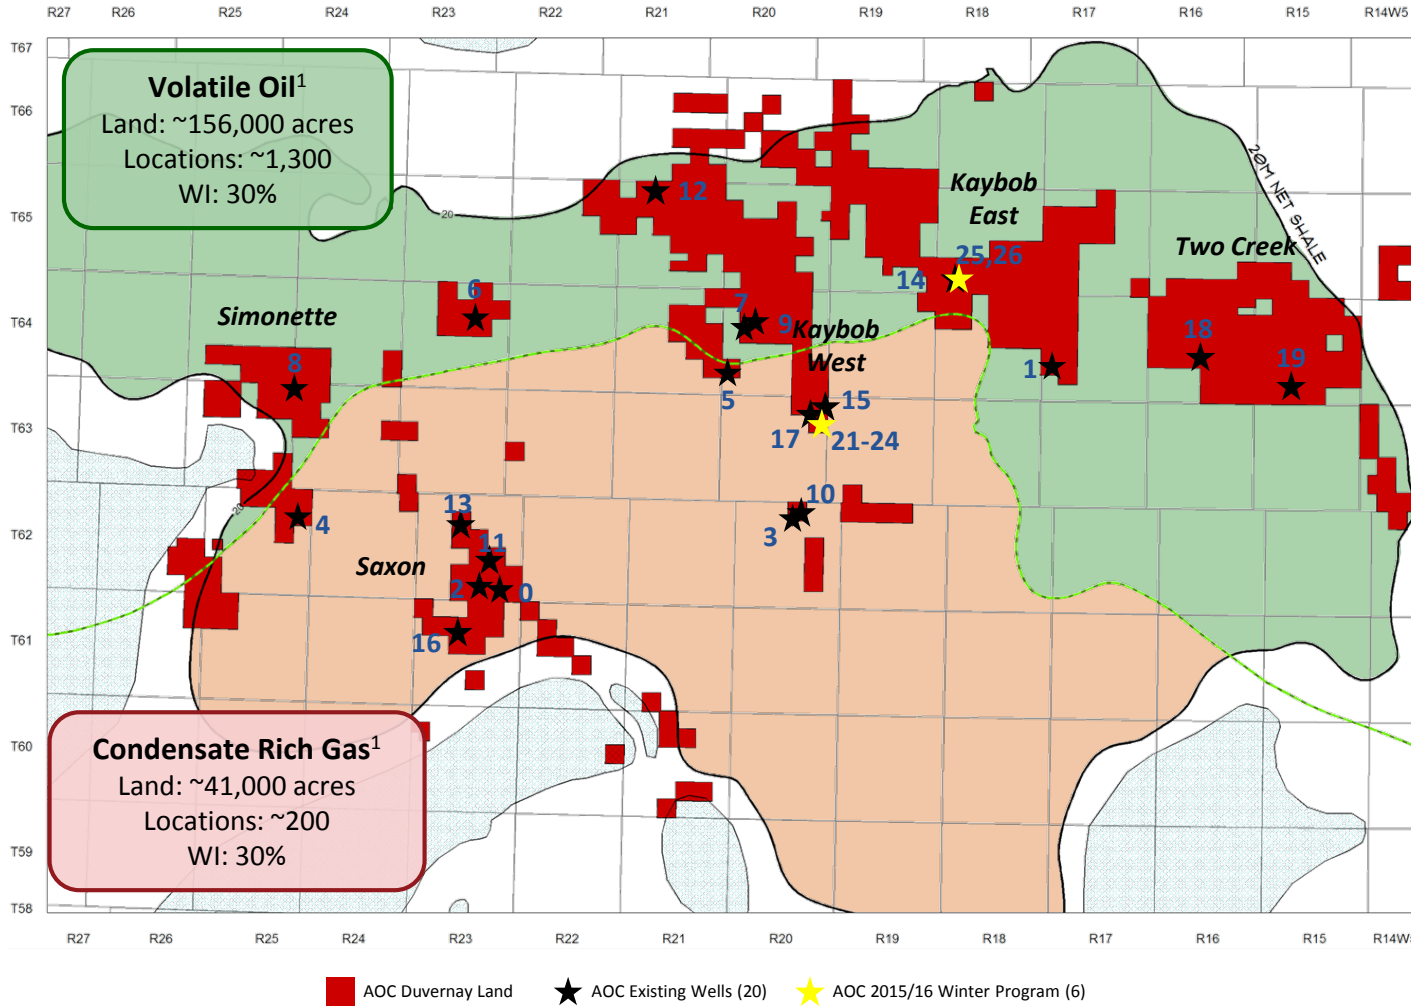 R27 R26 R25 R24 R23 R22 R21 R20 R19 R18 R17 R16 R15 R14W5
T67
T66
T65
T64
T63
T62
T61
T60
T59
T58
Volatile Oil1
Land: ~156,000 acres
Locations: ~1,300
WI: 30%
20
12
Kaybob
East
20M NET SHALE
Two Creek
25,26
14
6
Simonette
7
9
Kaybob
West
18
8
1
19
5
15
17
21-24
20
10
13
4
3
11
Saxon
2
0
16
Condensate Rich Gas1
Land: ~41,000 acres
Locations: ~200
WI: 30%
R27 R26 R25 R24 R23 R22 R21 R20 R19 R18 R17 R16 R15 R14W5
AOC Duvernay Land
AOC Existing Wells (20)
AOC 2015/16 Winter Program (6)